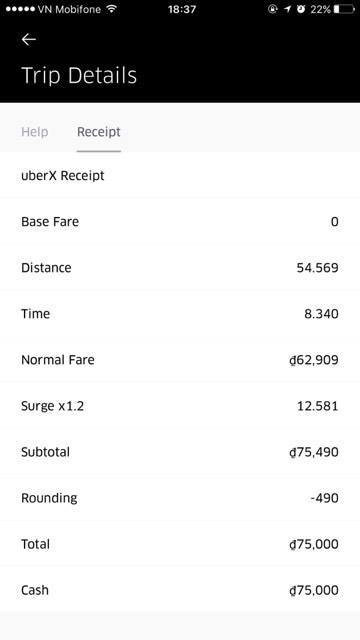 VN Mobifone 18:37 22%
Trip Details
Help Receipt
uberX Receipt
Base Fare 0
Distance 54.569
Time 8.340
Normal Fare ₫62,909
Surge x1.2 12.581
Subtotal ₫75,490
Rounding -490
Total ₫75,000
Cash ₫75,000